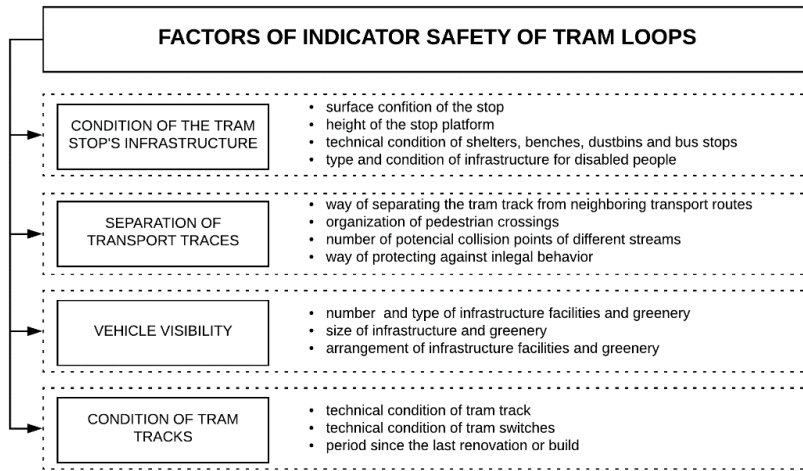 FACTORS OF INDICATOR SAFETY OF TRAM LOOPS
CONDITION OF THE TRAM
STOP'S INFRASTRUCTURE
• surface confition of the stop
• height of the stop platform
• technical condition of shelters, benches, dustbins and bus stops
• type and condition of infrastructure for disabled people
SEPARATION OF
TRANSPORT TRACES
• way of separating the tram track from neighboring transport routes
• organization of pedestrian crossings
• number of potencial collision points of different streams
• way of protecting against inlegal behavior
VEHICLE VISIBILITY
• number and type of infrastructure facilities and greenery
• size of infrastructure and greenery
• arrangement of infrastructure facilities and greenery
CONDITION OF TRAM
TRACKS
• technical condition of tram track
• technical condition of tram switches
• period since the last renovation or build